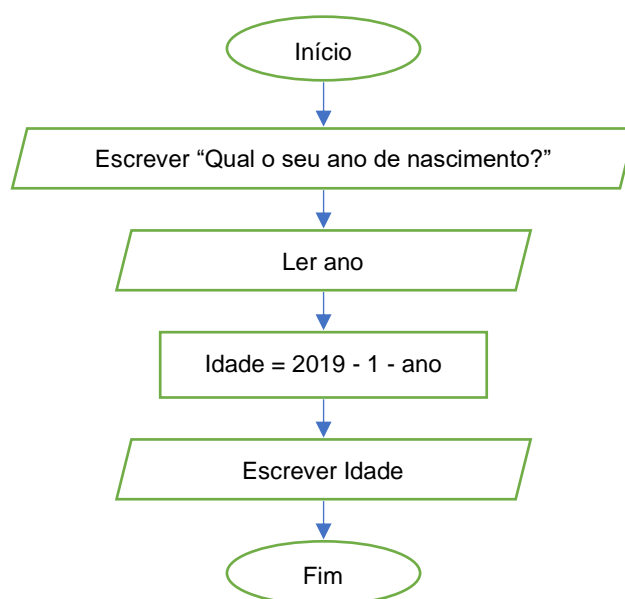 Início
Escrever “Qual o seu ano de nascimento?”
Ler ano
Idade = 2019 - 1 - ano
Escrever Idade
Fim